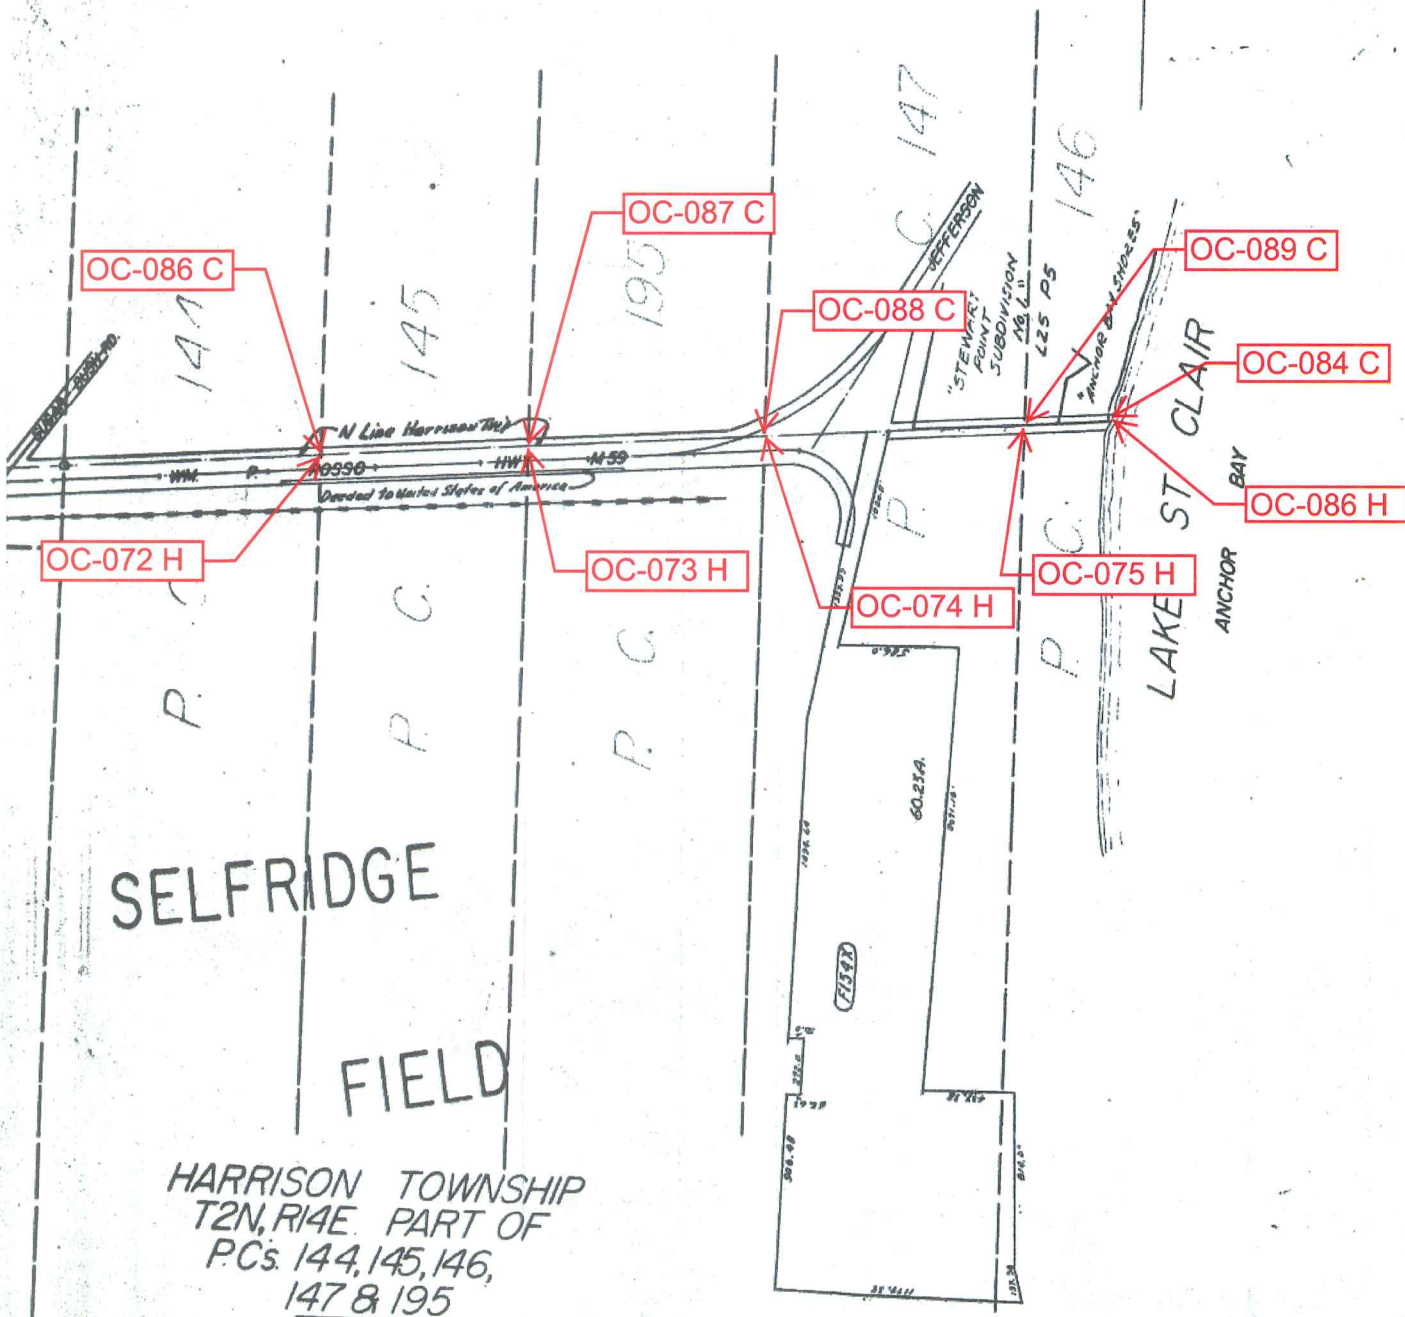 147
146
OC-087 C
JEFFERSON
OC-086 C
OC-089 C
144
145
195
C.
"STEWART
POINT
SUBDIVISION
No. 1"
L25 P5
"ANCHOR BAY SHORES"
OC-088 C
OC-084 C
N Line Harrison Twp
WM. P. ROSSO HWY M-59
Deeded to United States of America
LAKE ST CLAIR
ANCHOR BAY
OC-086 H
OC-072 H
OC-073 H
OC-075 H
OC-074 H
P. C.
P. C.
P. C.
P.
P. C.
60.23A.
SELFRIDGE
FIELD
F154X
HARRISON TOWNSHIP
T2N, R14E. PART OF
P.Cs. 144, 145, 146,
147 & 195